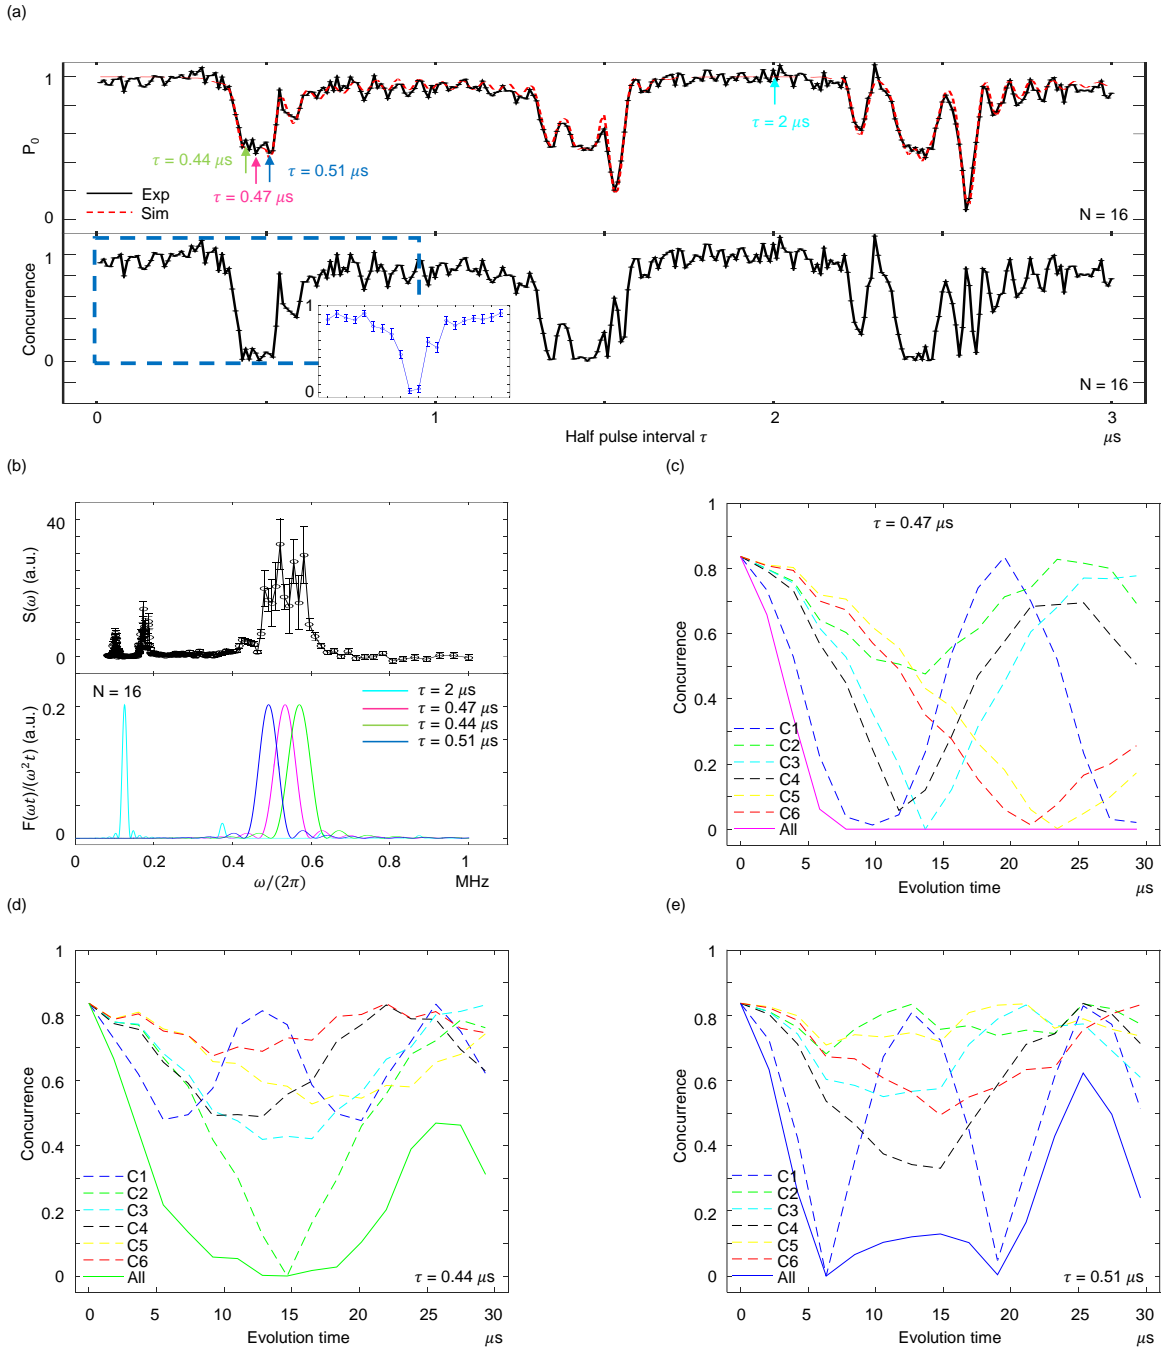 (a)
1
P0
0
τ = 0.44 μs
τ = 0.47 μs
τ = 0.51 μs
τ = 2 μs
Exp
Sim
N = 16
1
Concurrence
0
1
0
N = 16
0
1
2
3
Half pulse interval τ
μs
(b)
40
S(ω) (a.u.)
0
N = 16
τ = 2 μs
τ = 0.47 μs
τ = 0.44 μs
τ = 0.51 μs
0.2
F(ωt)/(ω²t) (a.u.)
0
0
0.2
0.4
0.6
0.8
1
ω/(2π)
MHz
(c)
τ = 0.47 μs
1
0.8
0.6
0.4
0.2
0
Concurrence
C1
C2
C3
C4
C5
C6
All
0
5
10
15
20
25
30
Evolution time
μs
(d)
1
0.8
0.6
0.4
0.2
0
Concurrence
C1
C2
C3
C4
C5
C6
All
τ = 0.44 μs
0
5
10
15
20
25
30
Evolution time
μs
(e)
1
0.8
0.6
0.4
0.2
0
Concurrence
C1
C2
C3
C4
C5
C6
All
τ = 0.51 μs
0
5
10
15
20
25
30
Evolution time
μs